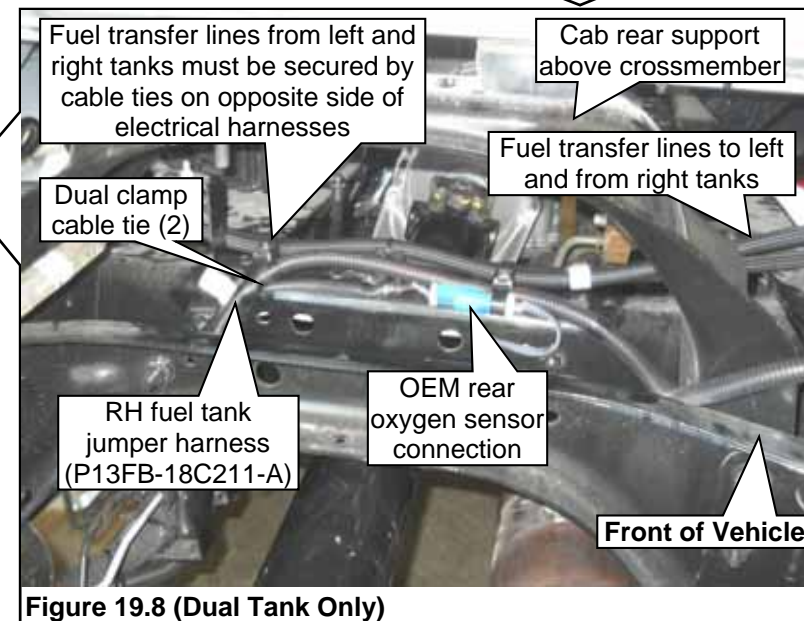 Fuel transfer lines from left and
right tanks must be secured by
cable ties on opposite side of
electrical harnesses
Cab rear support
above crossmember
Fuel transfer lines to left
and from right tanks
Dual clamp
cable tie (2)
RH fuel tank
jumper harness
(P13FB-18C211-A)
OEM rear
oxygen sensor
connection
Front of Vehicle
Figure 19.8 (Dual Tank Only)